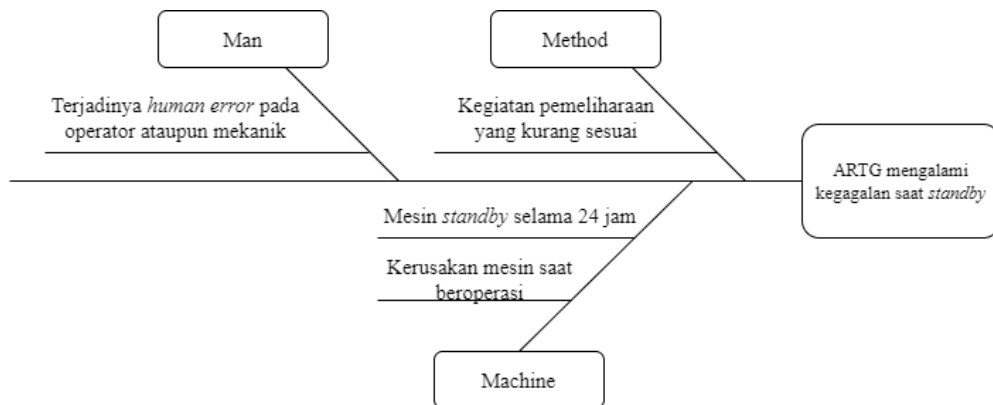 Man
Method
Terjadinya human error pada
operator ataupun mekanik
Kegiatan pemeliharaan
yang kurang sesuai
ARTG mengalami
kegagalan saat standby
Mesin standby selama 24 jam
Kerusakan mesin saat
beroperasi
Machine